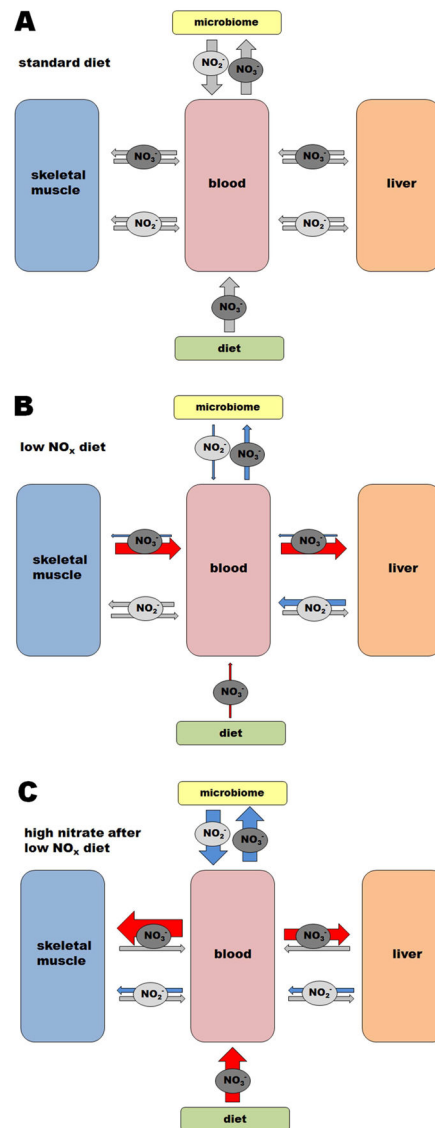 A
microbiome
standard diet
NO₂⁻
NO₃⁻
NO₃⁻
NO₃⁻
skeletal
muscle
blood
liver
NO₂⁻
NO₂⁻
NO₃⁻
diet
B
microbiome
low NOₓ diet
NO₂⁻
NO₃⁻
NO₃⁻
NO₃⁻
skeletal
muscle
blood
liver
NO₂⁻
NO₂⁻
NO₃⁻
diet
C
microbiome
high nitrate after
low NOₓ diet
NO₂⁻
NO₃⁻
NO₃⁻
NO₃⁻
skeletal
muscle
blood
liver
NO₂⁻
NO₂⁻
NO₃⁻
diet